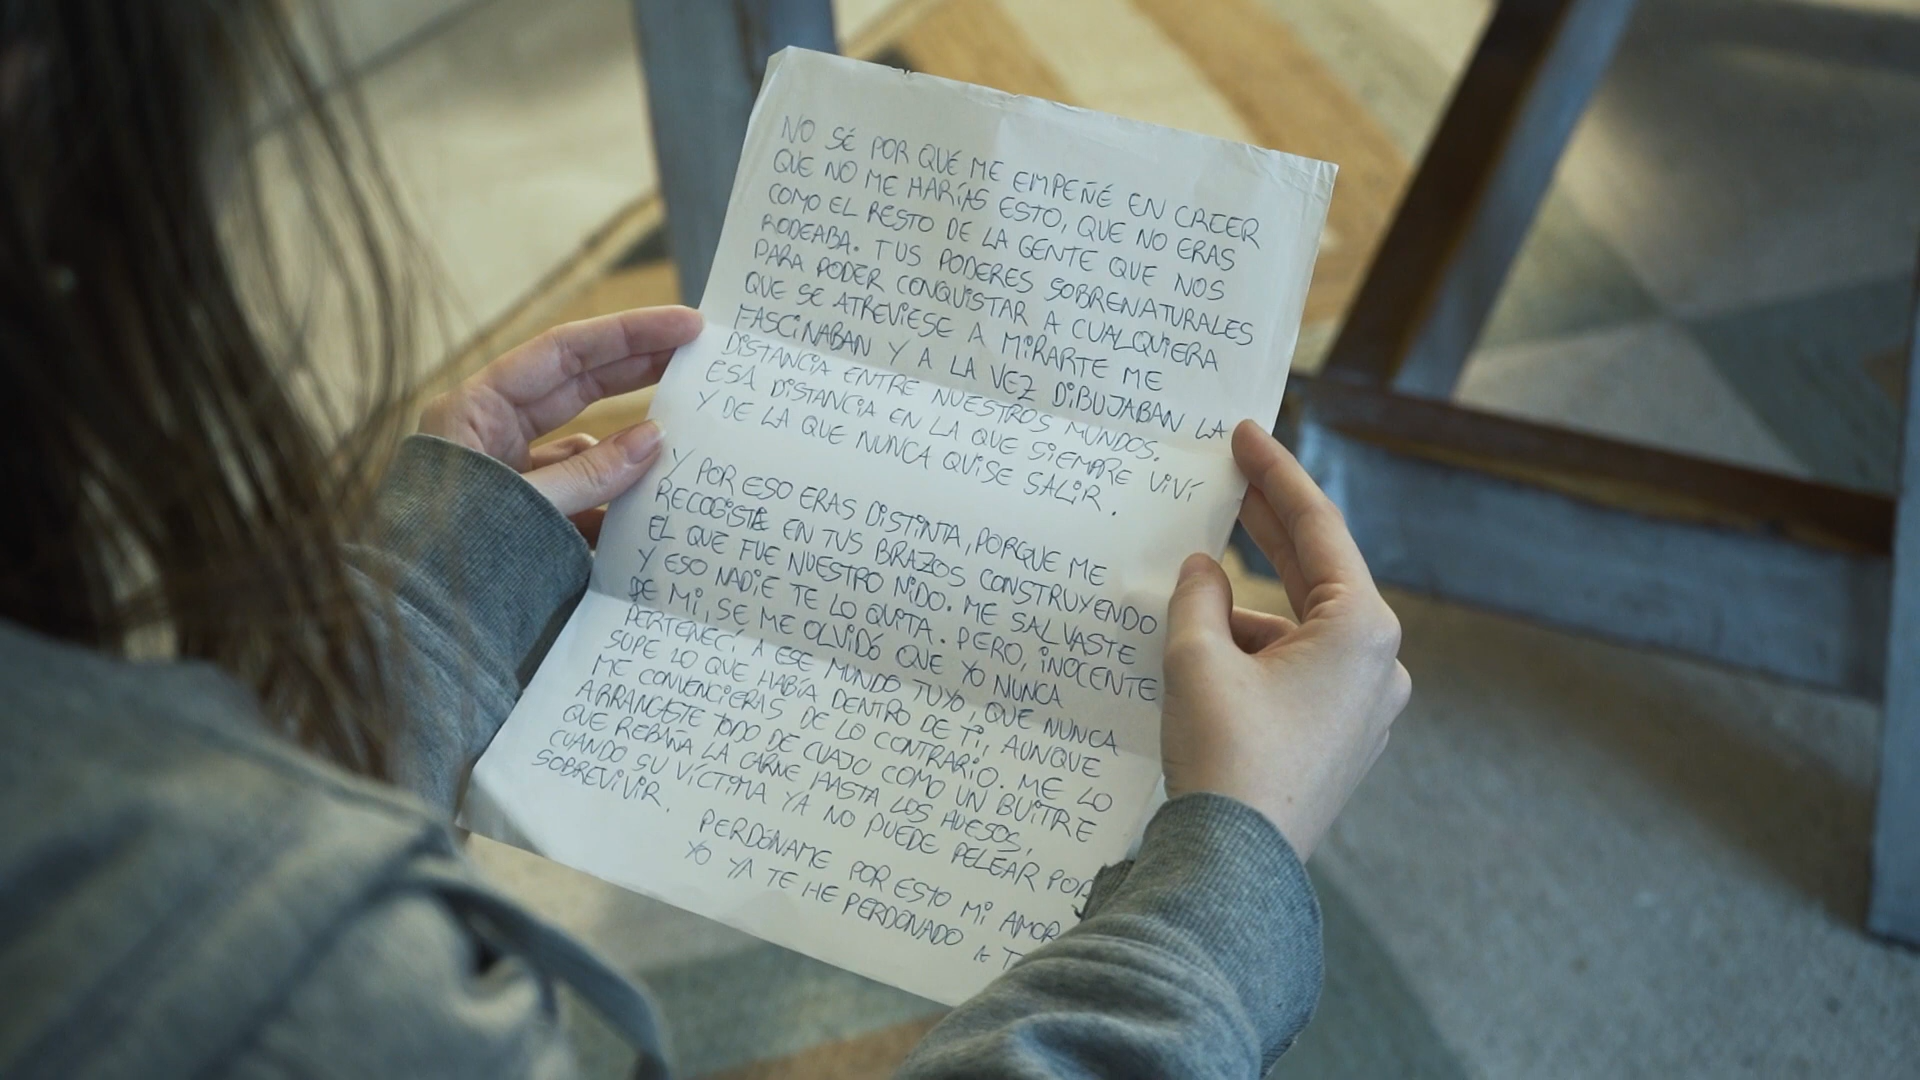 NO SÉ POR QUÉ ME EMPEÑÉ EN CREER
QUE NO ME HARÍAS ESTO, QUE NO ERAS
COMO EL RESTO DE LA GENTE QUE NOS
RODEABA. TUS PODERES SOBRENATURALES
PARA PODER CONQUISTAR A CUALQUIERA
QUE SE ATREVIESE A MIRARTE ME
FASCINABAN Y A LA VEZ DIBUJABAN LA
DISTANCIA ENTRE NUESTROS MUNDOS.
ESA DISTANCIA EN LA QUE SIEMPRE VIVÍ
Y DE LA QUE NUNCA QUISE SALIR.
Y POR ESO ERAS DISTINTA, PORQUE ME
RECOGISTE EN TUS BRAZOS CONSTRUYENDO
EL QUE FUE NUESTRO NIDO. ME SALVASTE
Y ESO NADIE TE LO QUITA. PERO, INOCENTE
DE MI, SE ME OLVIDÓ QUE YO NUNCA
PERTENECÍ A ESE MUNDO TUYO, QUE NUNCA
SUPE LO QUE HABÍA DENTRO DE TI, AUNQUE
ME CONVENCIERAS DE LO CONTRARIO. ME LO
ARRANCASTE TODO DE CUAJO COMO UN BUITRE
QUE REBAÑA LA CARNE HASTA LOS HUESOS,
CUANDO SU VÍCTIMA YA NO PUEDE PELEAR POR
SOBREVIVIR.
PERDÓNAME POR ESTO MI AMOR
YO YA TE HE PERDONADO A T